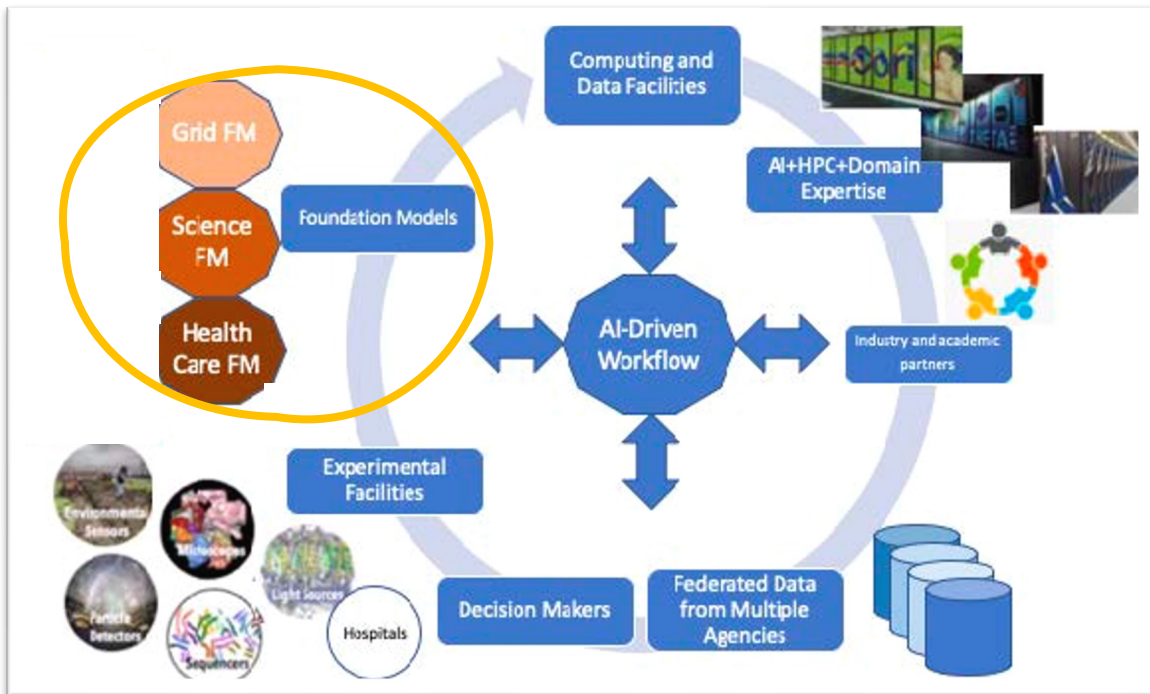 Computing and
Data Facilities
Grid FM
AI+HPC+Domain
Expertise
Foundation Models
Science
FM
AI-Driven
Workflow
Health
Care FM
Industry and academic
partners
Experimental
Facilities
Environmental
Sensors
Microscopes
Light Sources
Particle
Detectors
Sequencers
Hospitals
Decision Makers
Federated Data
from Multiple
Agencies